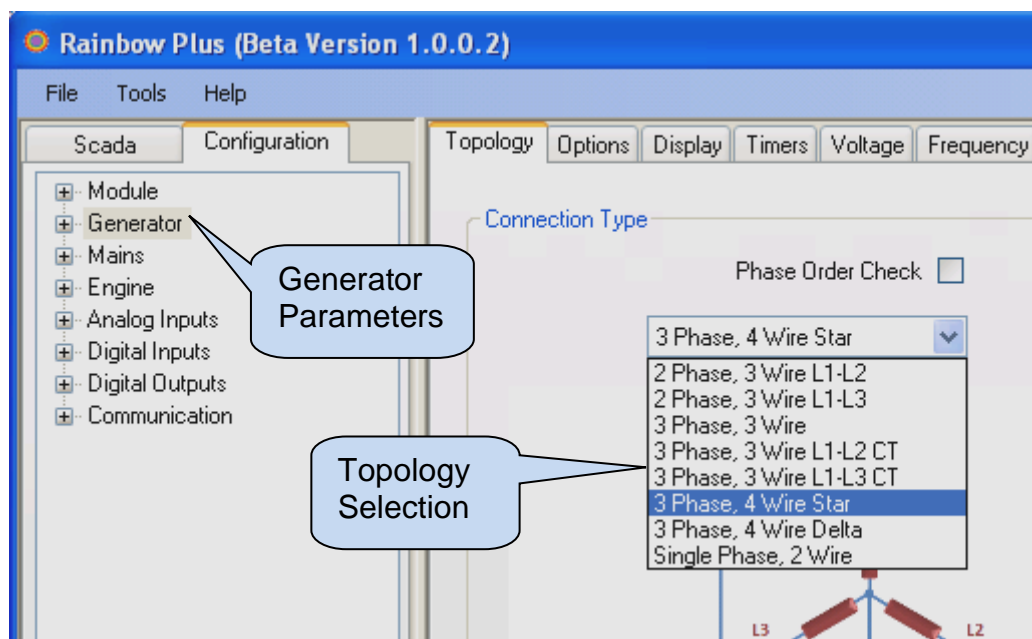 Rainbow Plus (Beta Version 1.0.0.2)
File Tools Help
Scada Configuration
Topology Options Display Timers Voltage Frequency
Module
Generator
Mains
Engine
Analog Inputs
Digital Inputs
Digital Outputs
Communication
Generator
Parameters
Connection Type
Phase Order Check
3 Phase, 4 Wire Star
2 Phase, 3 Wire L1-L2
2 Phase, 3 Wire L1-L3
3 Phase, 3 Wire
3 Phase, 3 Wire L1-L2 CT
3 Phase, 3 Wire L1-L3 CT
3 Phase, 4 Wire Star
3 Phase, 4 Wire Delta
Single Phase, 2 Wire
Topology
Selection
L3 L2